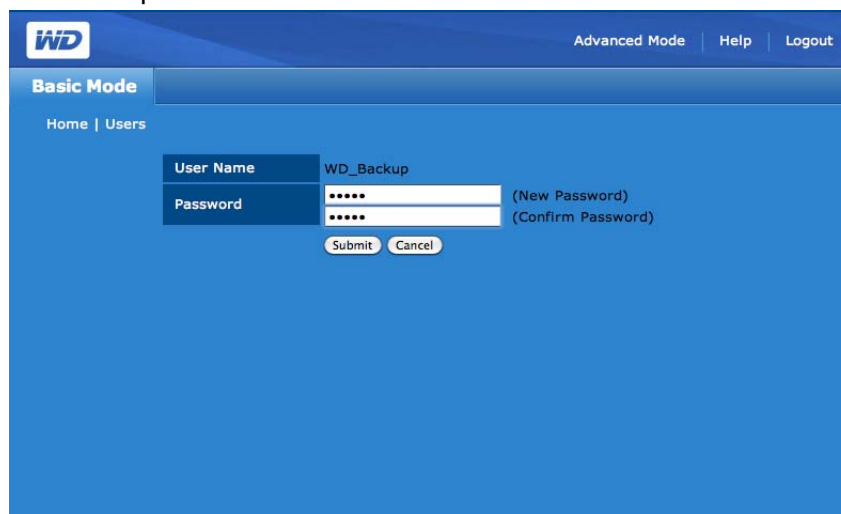 WD
Advanced Mode | Help | Logout
Basic Mode
Home | Users
User Name WD_Backup
Password ••••• (New Password)
••••• (Confirm Password)
Submit Cancel